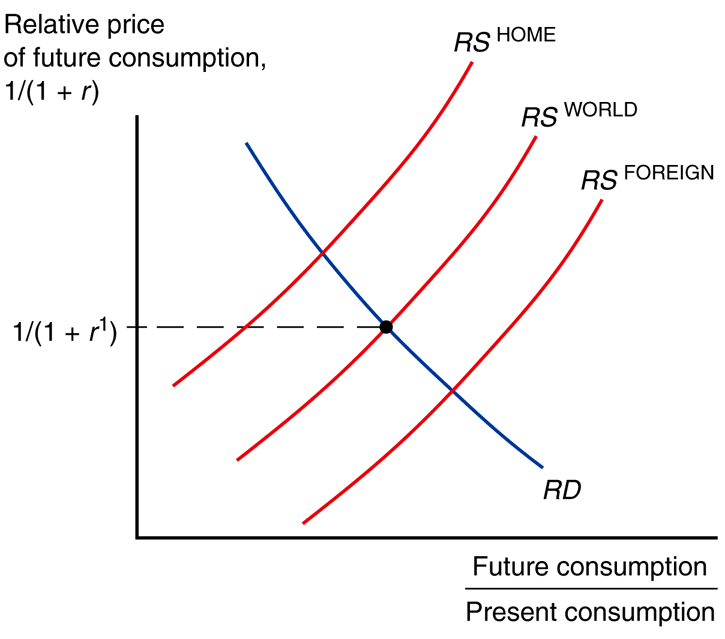 Relative price
of future consumption,
1/(1 + r)
RS HOME
RS WORLD
RS FOREIGN
1/(1 + r¹)
RD
Future consumption
Present consumption